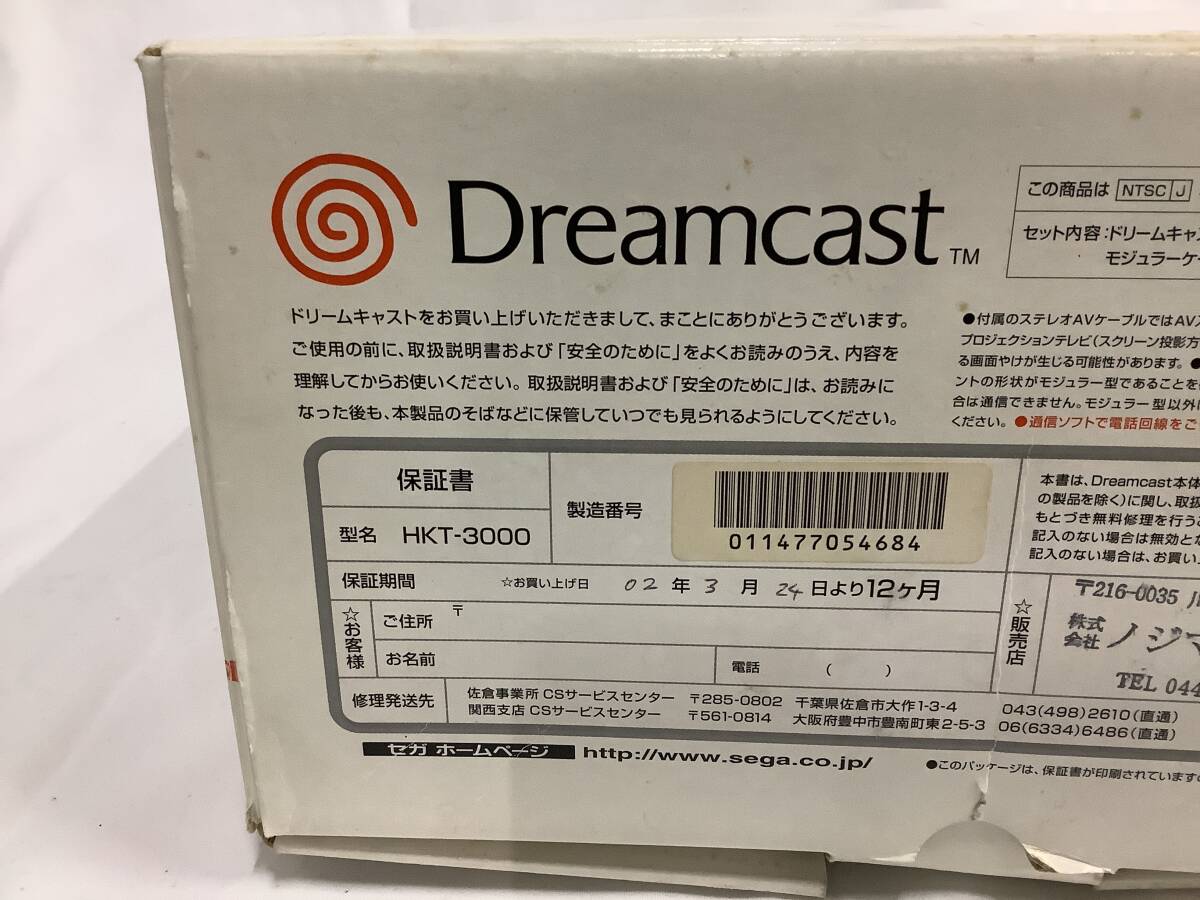 Dreamcast™
この商品は NTSC J
セット内容：ドリームキャス
モジュラーケー
ドリームキャストをお買い上げいただきまして、まことにありがとうございます。
ご使用の前に、取扱説明書および「安全のために」をよくお読みのうえ、内容を
理解してからお使いください。取扱説明書および「安全のために」は、お読みに
なった後も、本製品のそばなどに保管していつでも見られるようにしてください。
●付属のステレオAVケーブルではAV入
プロジェクションテレビ(スクリーン投影方
る画面やけが生じる可能性があります。●
ントの形状がモジュラー型であることを
合は通信できません。モジュラー型以外
ください。●通信ソフトで電話回線をご
保証書
型名 HKT-3000
製造番号
011477054684
保証期間 ☆お買い上げ日 02 年 3 月 24 日より12ヶ月
☆お客様
ご住所 〒
お名前
電話 ( )
修理発送先
佐倉事業所 CSサービスセンター 〒285-0802 千葉県佐倉市大作1-3-4 043(498)2610(直通)
関西支店 CSサービスセンター 〒561-0814 大阪府豊中市豊南町東2-5-3 06(6334)6486(直通)
本書は、Dreamcast本体
の製品を除く)に関し、取扱
もとづき無料修理を行う
記入のない場合は無効とな
記入のない場合は、お買い
☆販売店
〒216-0035 川
株式会社 ノジマ
TEL 044
セガ ホームページ http://www.sega.co.jp/
●このパッケージは、保証書が印刷されていますの